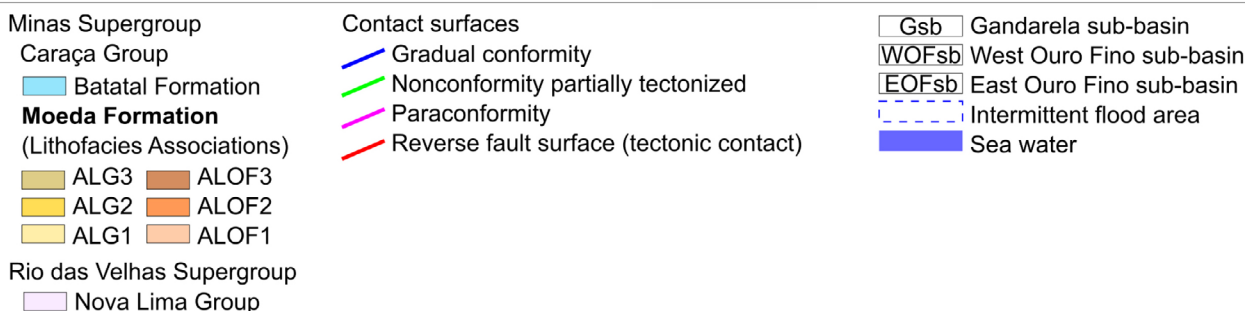 Minas Supergroup
Caraça Group
Batatal Formation
Moeda Formation
(Lithofacies Associations)
ALG3 ALOF3
ALG2 ALOF2
ALG1 ALOF1
Rio das Velhas Supergroup
Nova Lima Group
Contact surfaces
Gradual conformity
Nonconformity partially tectonized
Paraconformity
Reverse fault surface (tectonic contact)
Gsb Gandarela sub-basin
WOFsb West Ouro Fino sub-basin
EOFsb East Ouro Fino sub-basin
Intermittent flood area
Sea water